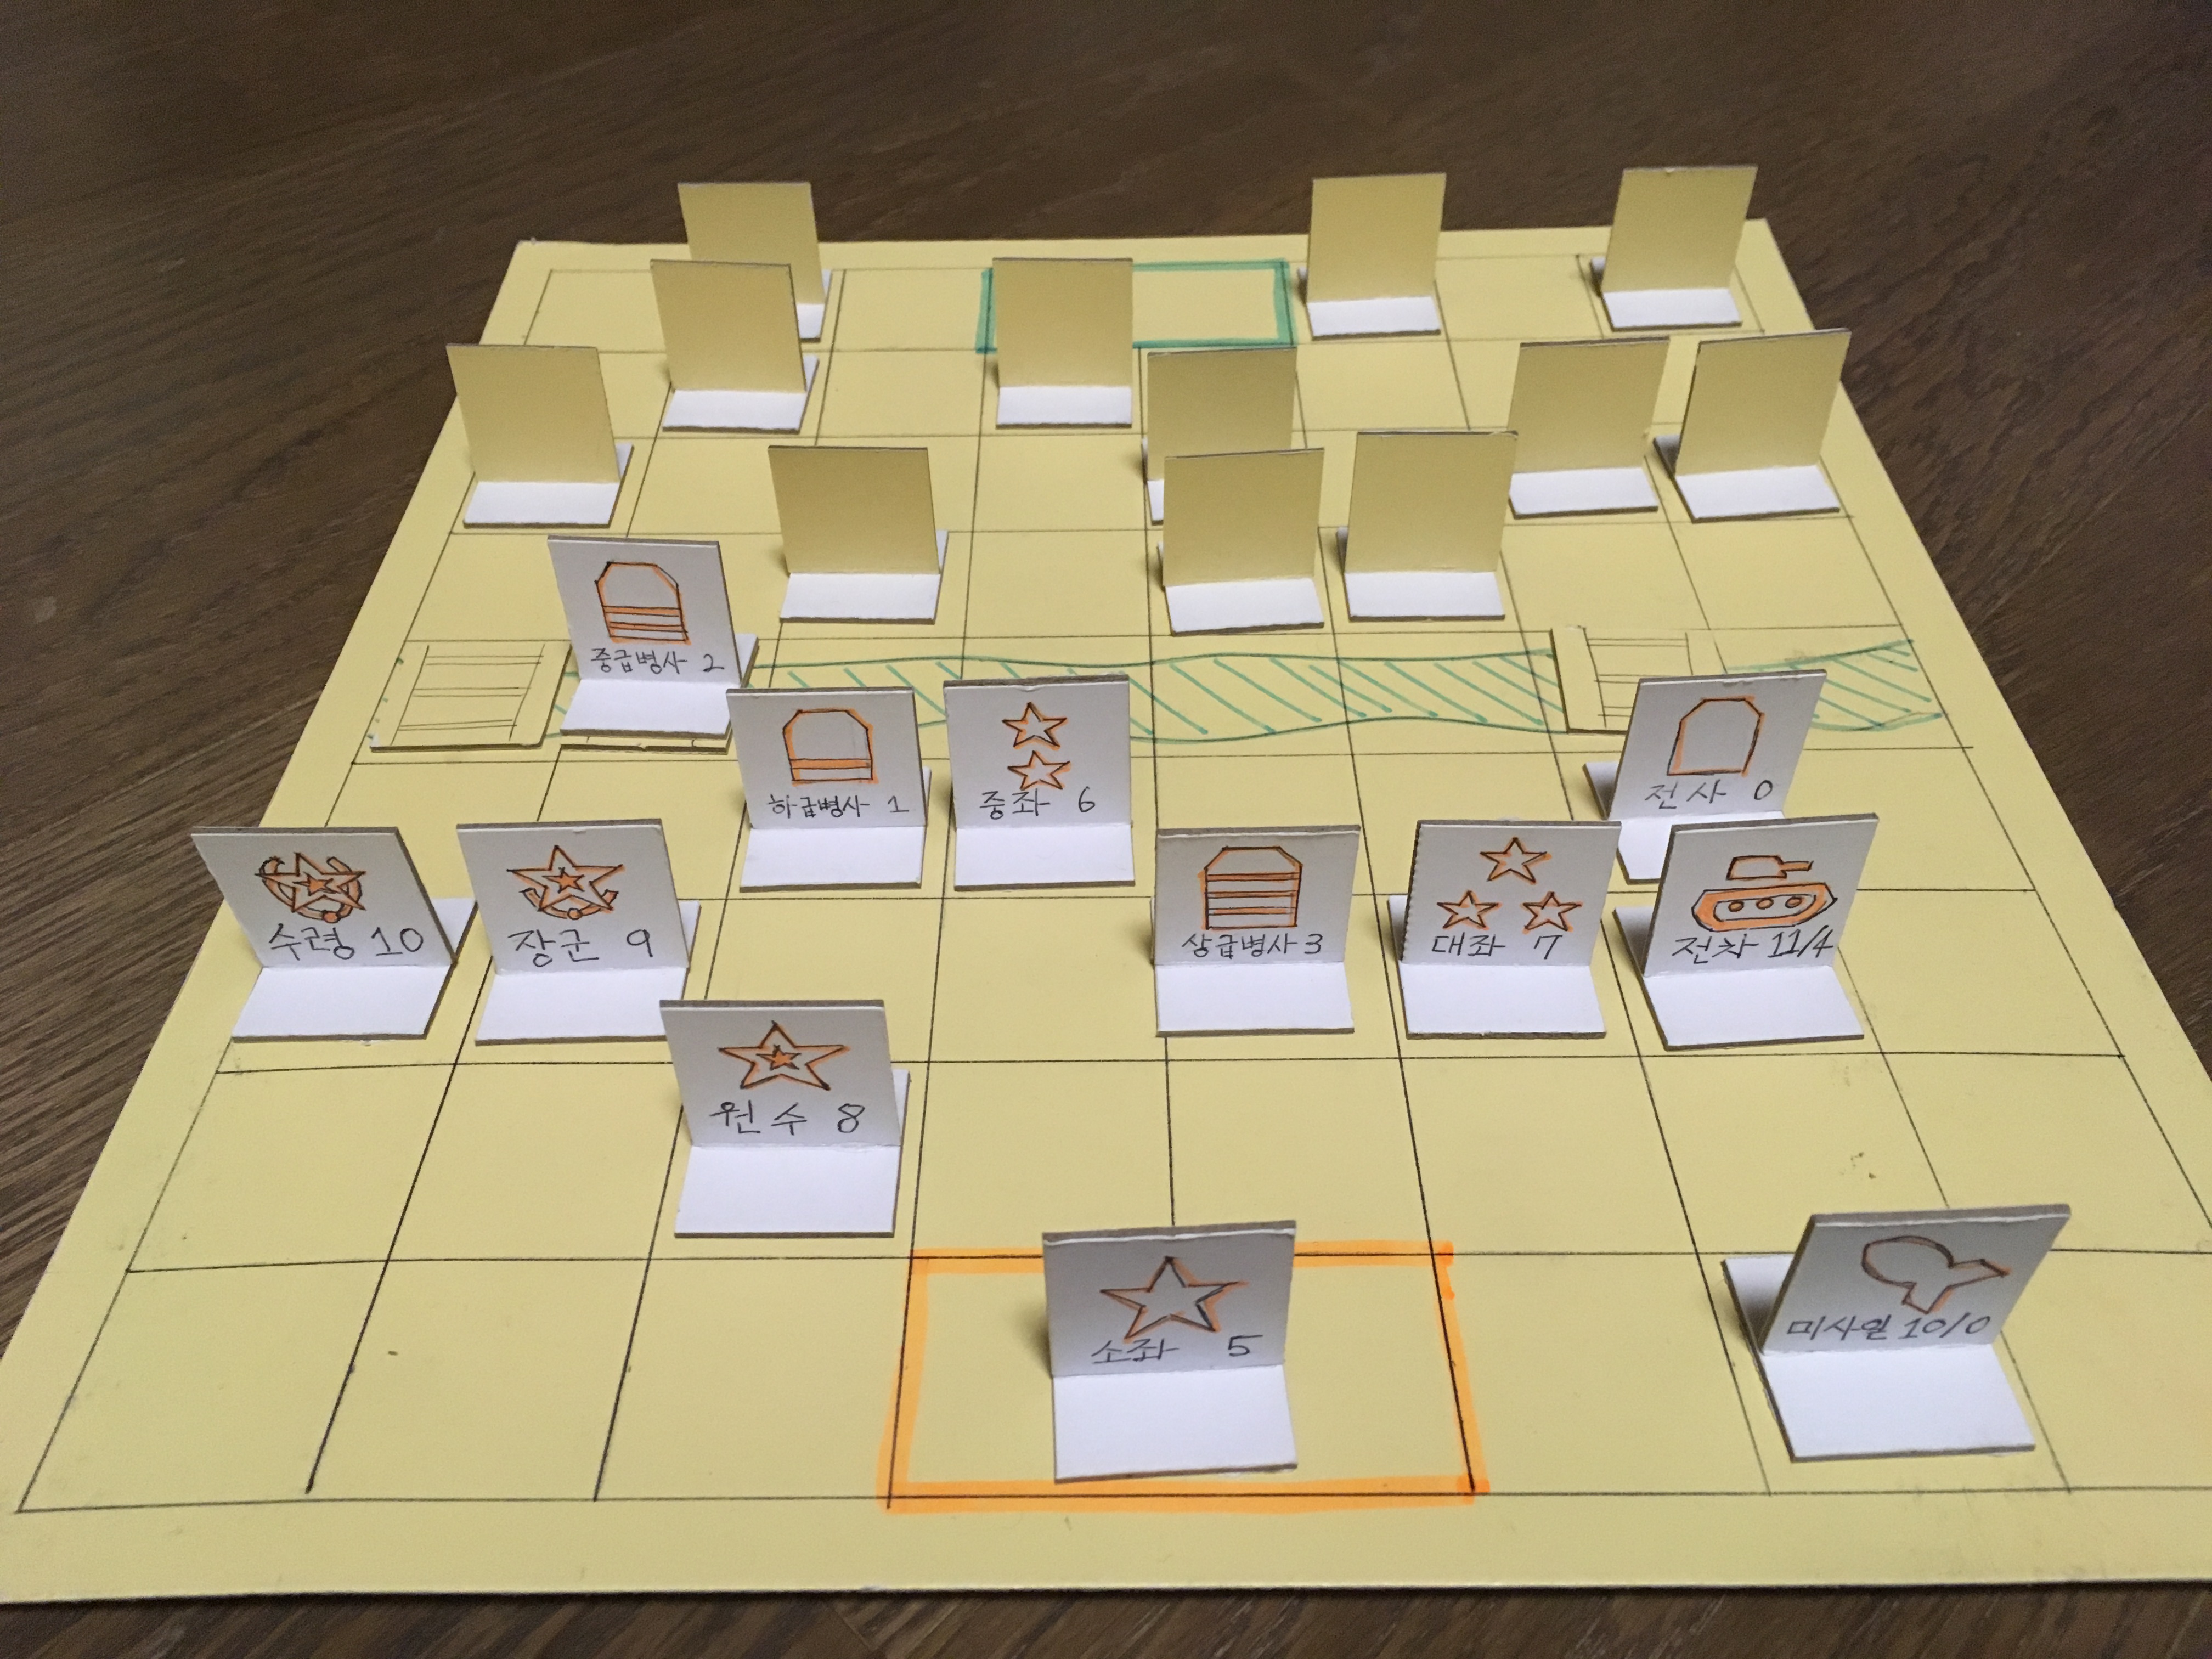 중급병사 2
하급병사 1
중좌 6
전사 0
수령 10
장군 9
상급병사 3
대좌 7
전차 11/4
원수 8
소좌 5
미사일 10/0